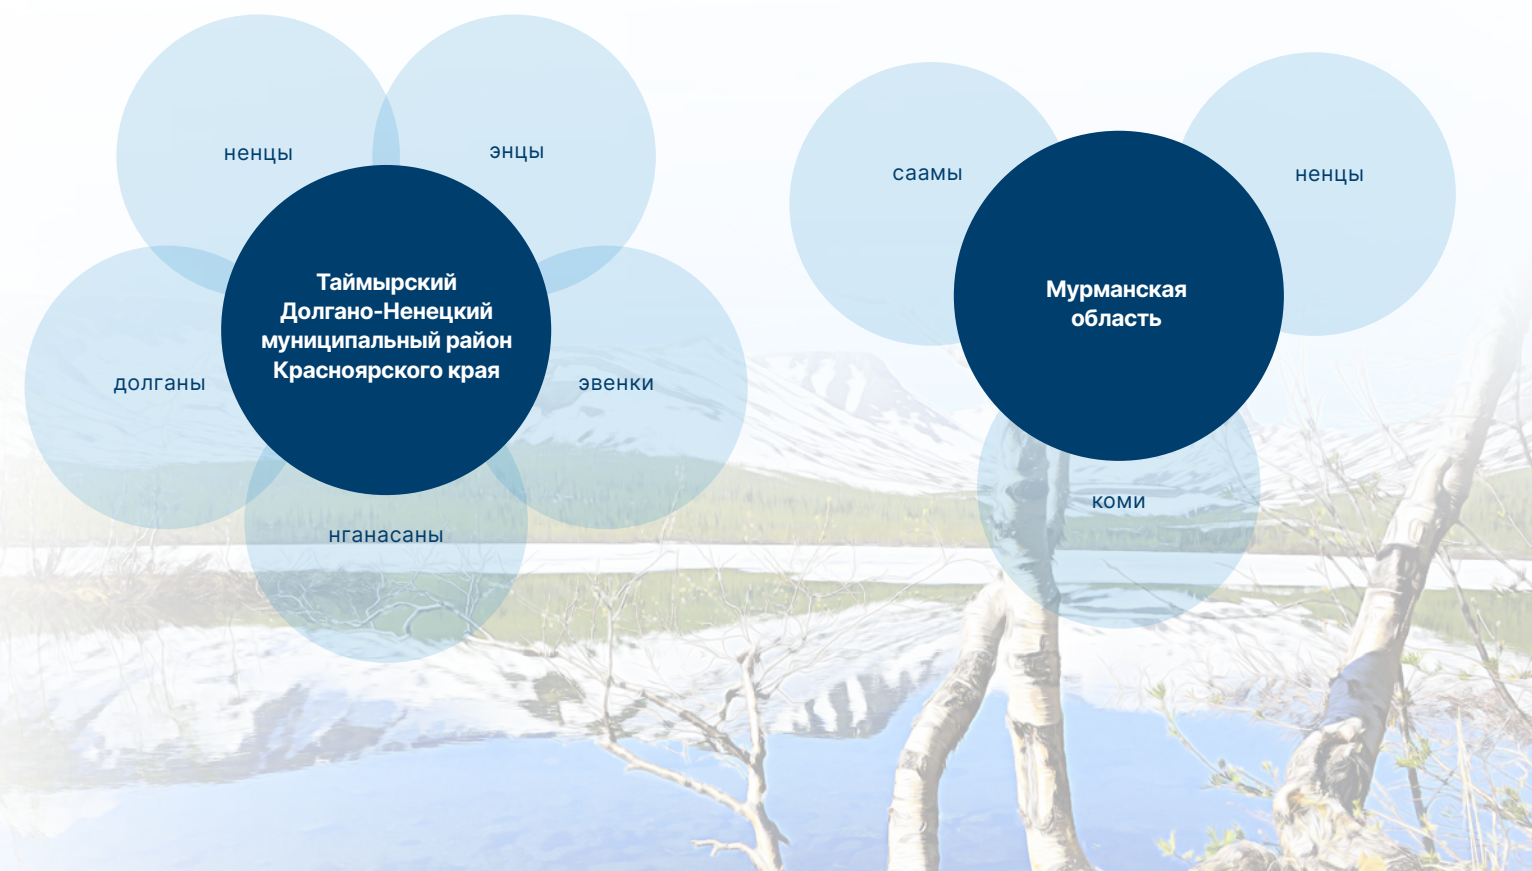 ненцы
энцы
Таймырский
Долгано-Ненецкий
муниципальный район
Красноярского края
долганы
эвенки
нганасаны
саамы
ненцы
Мурманская
область
коми